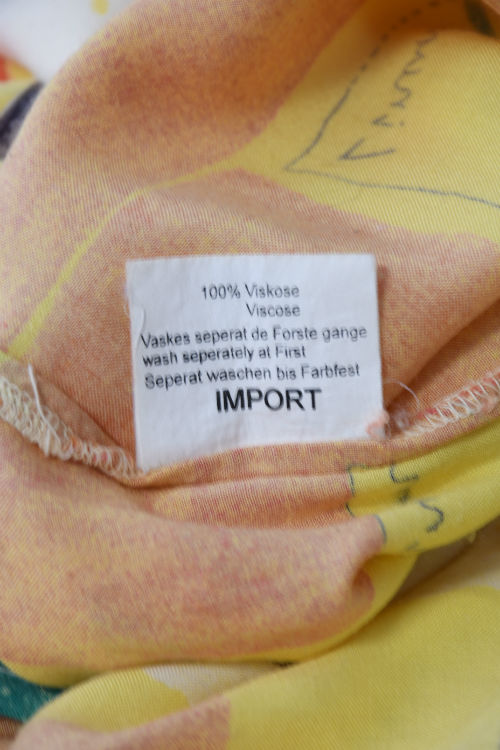 100% Viskose
Viscose
Vaskes seperat de Forste gange
wash seperately at First
Seperat waschen bis Farbfest
IMPORT